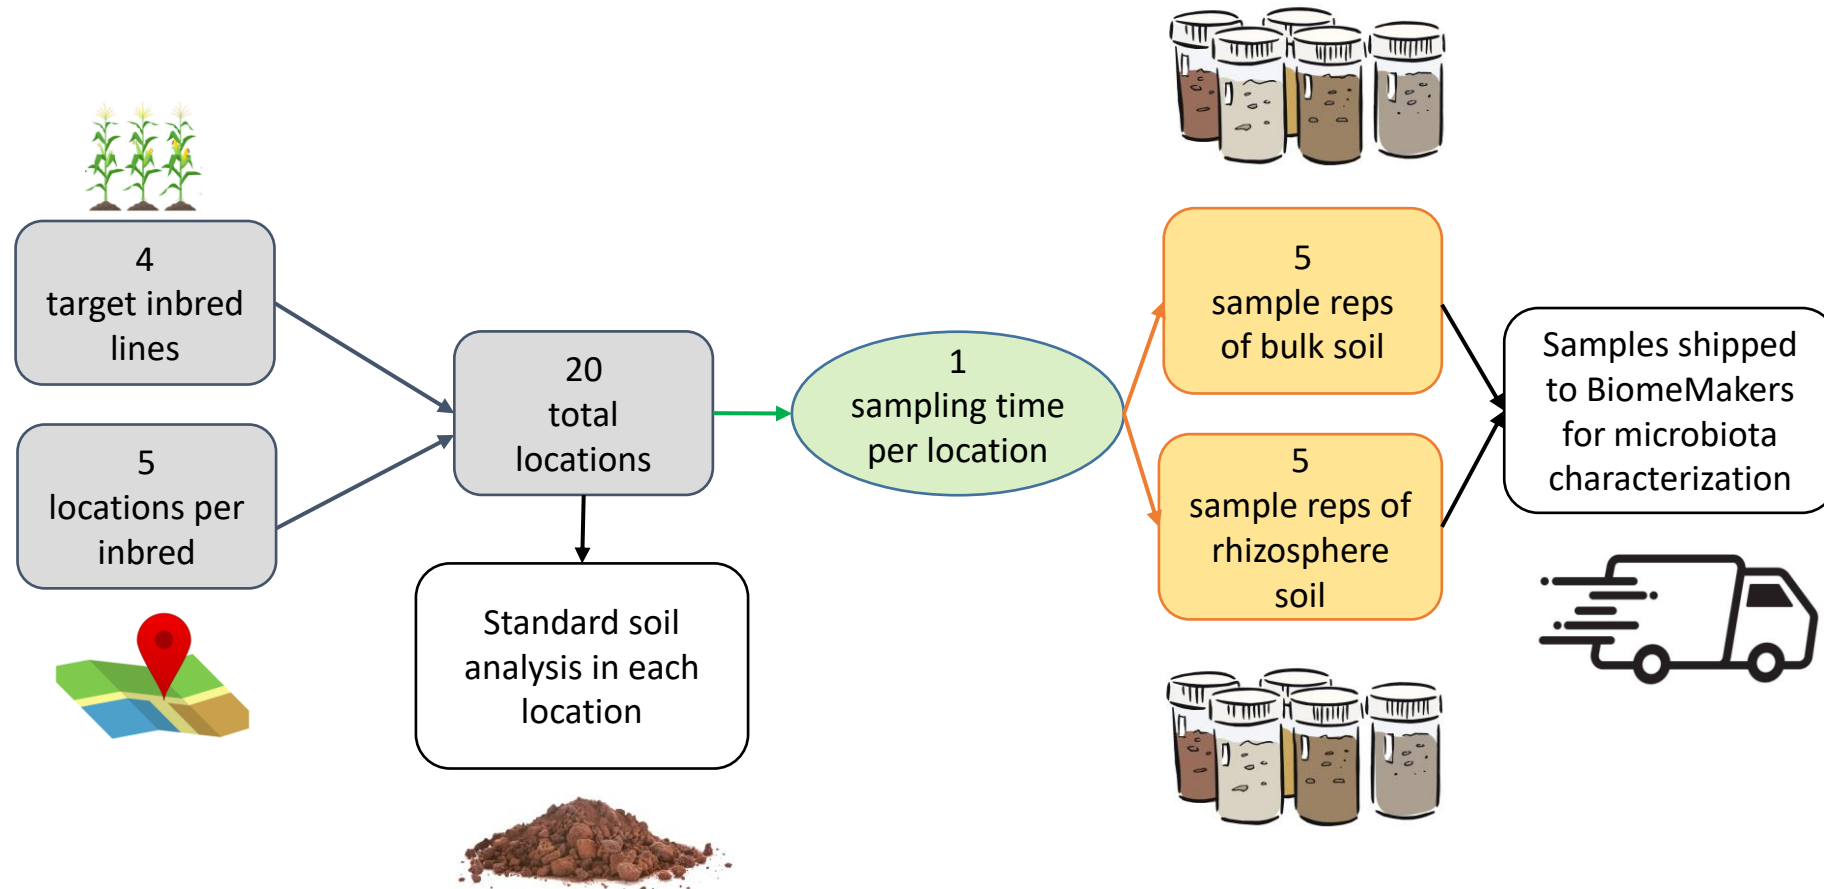 4
target inbred
lines
5
locations per
inbred
20
total
locations
Standard soil
analysis in each
location
1
sampling time
per location
5
sample reps
of bulk soil
5
sample reps of
rhizosphere
soil
Samples shipped
to BiomeMakers
for microbiota
characterization